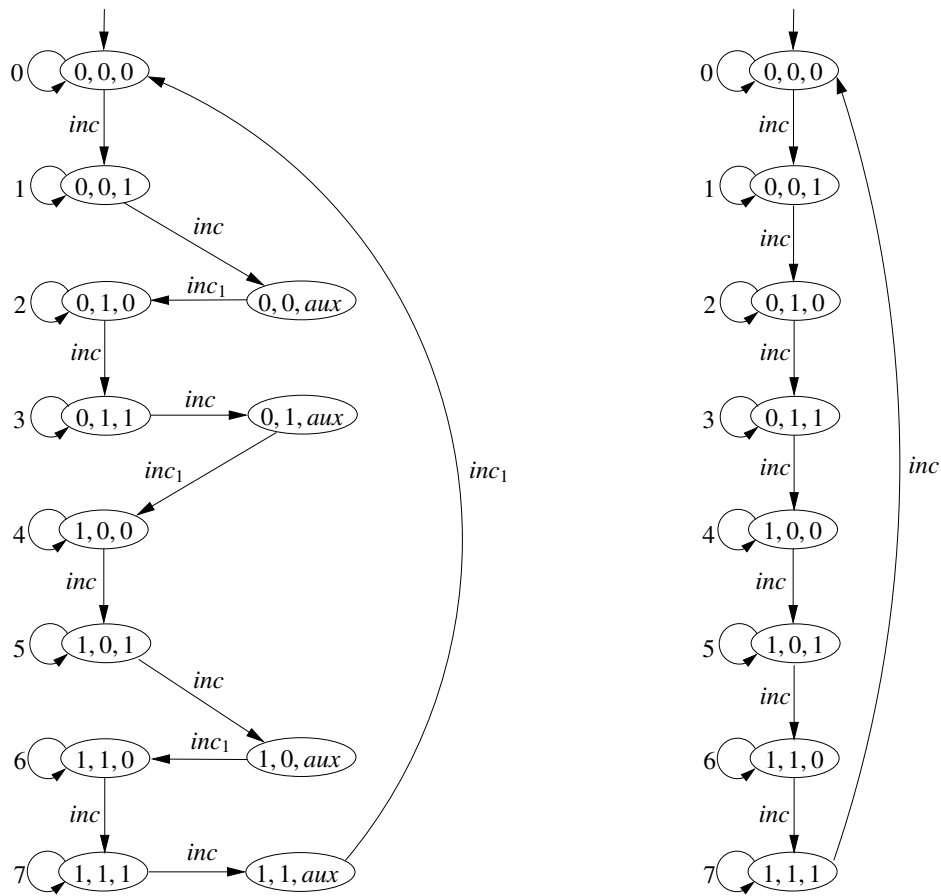 0 0, 0, 0 0 0, 0, 0
inc inc
1 0, 0, 1 1 0, 0, 1
inc inc
2 0, 1, 0 inc₁ 0, 0, aux 2 0, 1, 0
inc inc
3 0, 1, 1 inc 0, 1, aux 3 0, 1, 1
inc₁ inc₁ inc inc
4 1, 0, 0 4 1, 0, 0
inc inc
5 1, 0, 1 5 1, 0, 1
inc inc
6 1, 1, 0 inc₁ 1, 0, aux 6 1, 1, 0
inc inc
7 1, 1, 1 inc 1, 1, aux 7 1, 1, 1